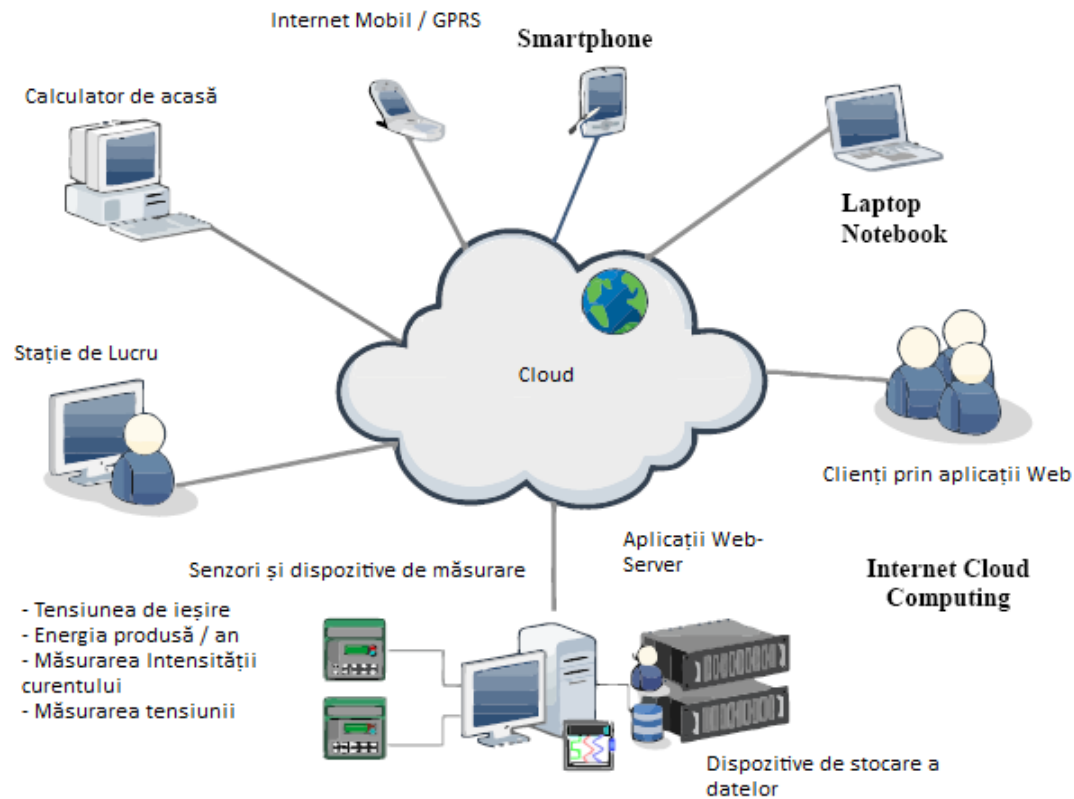 Internet Mobil / GPRS
Smartphone
Calculator de acasă
Laptop
Notebook
Stație de Lucru
Cloud
Clienți prin aplicații Web
Aplicații Web-
Server
Senzori și dispozitive de măsurare
Internet Cloud
Computing
- Tensiunea de ieșire
- Energia produsă / an
- Măsurarea Intensității
curentului
- Măsurarea tensiunii
Dispozitive de stocare a
datelor